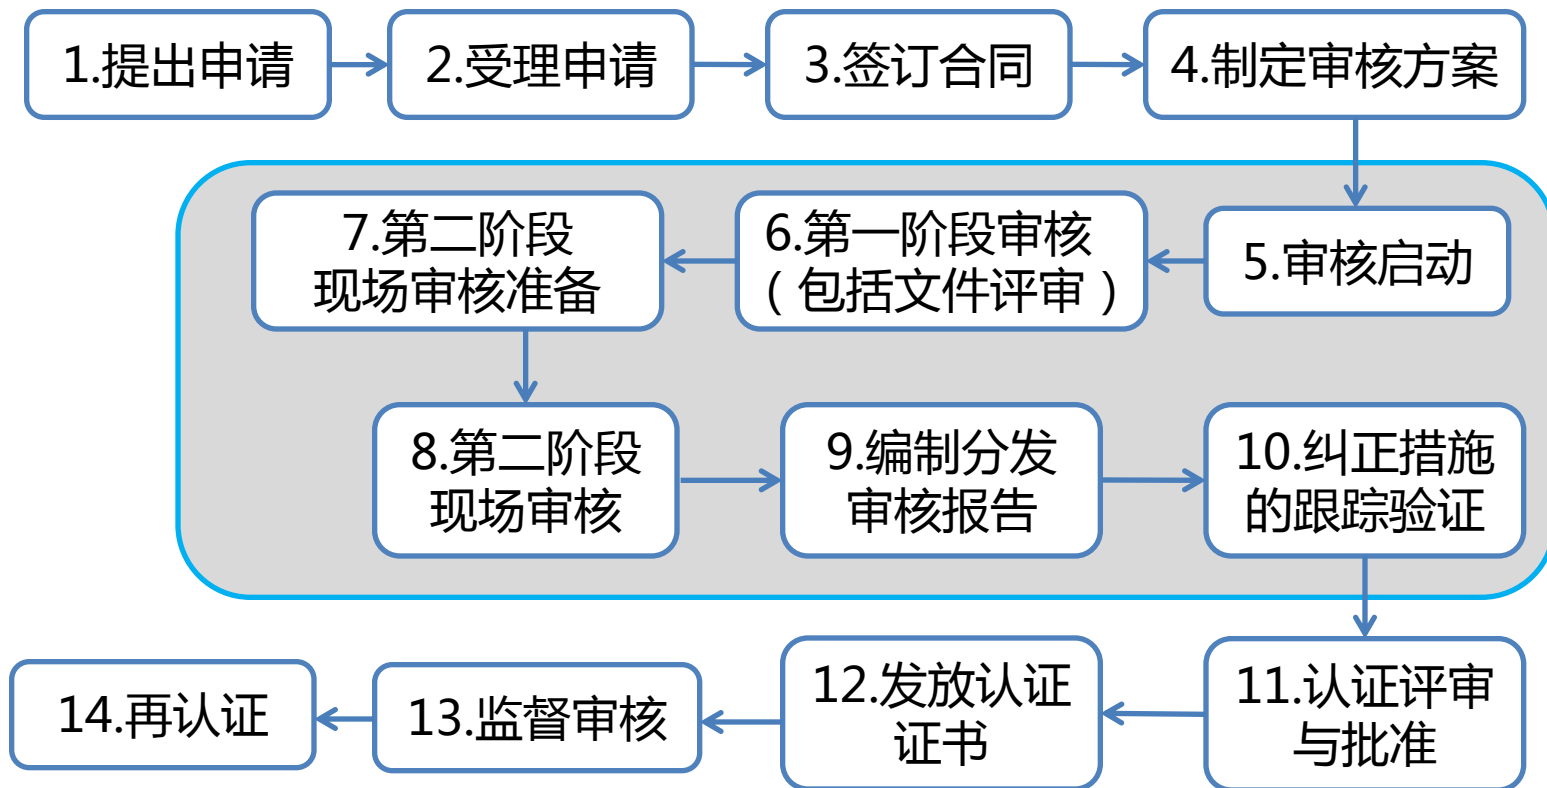 1.提出申请
2.受理申请
3.签订合同
4.制定审核方案
5.审核启动
6.第一阶段审核
（包括文件评审）
7.第二阶段
现场审核准备
8.第二阶段
现场审核
9.编制分发
审核报告
10.纠正措施
的跟踪验证
11.认证评审
与批准
12.发放认证
证书
13.监督审核
14.再认证